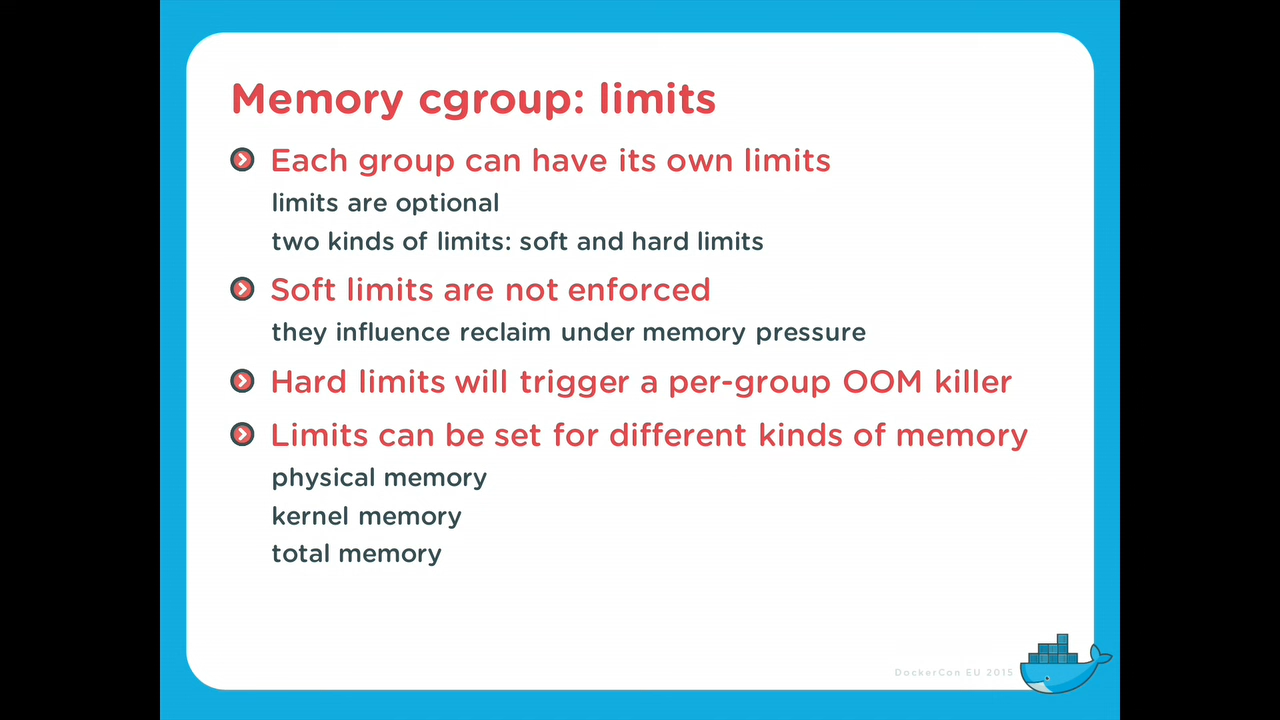 Memory cgroup: limits
Each group can have its own limits
limits are optional
two kinds of limits: soft and hard limits
Soft limits are not enforced
they influence reclaim under memory pressure
Hard limits will trigger a per-group OOM killer
Limits can be set for different kinds of memory
physical memory
kernel memory
total memory
DockerCon EU 2015